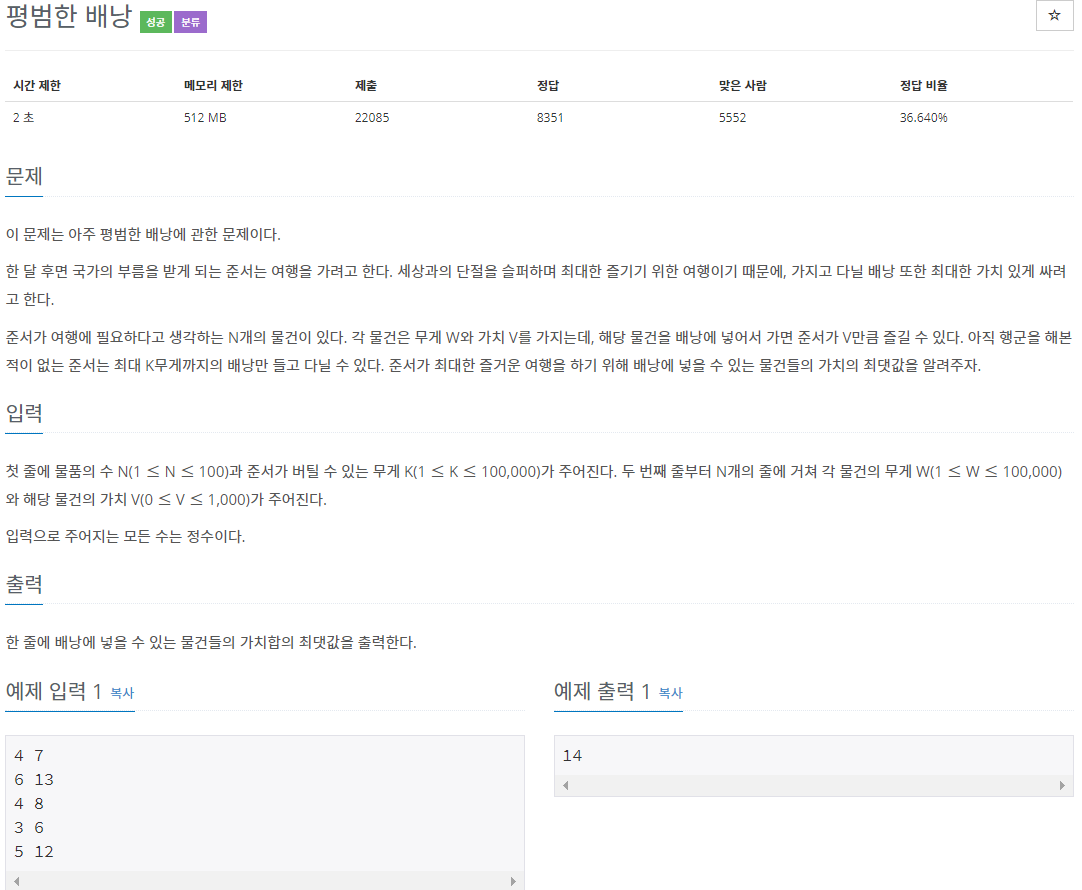 평범한 배낭 성공 분류
☆
시간 제한 메모리 제한 제출 정답 맞은 사람 정답 비율
2 초 512 MB 22085 8351 5552 36.640%
문제
이 문제는 아주 평범한 배낭에 관한 문제이다.
한 달 후면 국가의 부름을 받게 되는 준서는 여행을 가려고 한다. 세상과의 단절을 슬퍼하며 최대한 즐기기 위한 여행이기 때문에, 가지고 다닐 배낭 또한 최대한 가치 있게 싸려
고 한다.
준서가 여행에 필요하다고 생각하는 N개의 물건이 있다. 각 물건은 무게 W와 가치 V를 가지는데, 해당 물건을 배낭에 넣어서 가면 준서가 V만큼 즐길 수 있다. 아직 행군을 해본
적이 없는 준서는 최대 K무게까지의 배낭만 들고 다닐 수 있다. 준서가 최대한 즐거운 여행을 하기 위해 배낭에 넣을 수 있는 물건들의 가치의 최댓값을 알려주자.
입력
첫 줄에 물품의 수 N(1 ≤ N ≤ 100)과 준서가 버틸 수 있는 무게 K(1 ≤ K ≤ 100,000)가 주어진다. 두 번째 줄부터 N개의 줄에 거쳐 각 물건의 무게 W(1 ≤ W ≤ 100,000)
와 해당 물건의 가치 V(0 ≤ V ≤ 1,000)가 주어진다.
입력으로 주어지는 모든 수는 정수이다.
출력
한 줄에 배낭에 넣을 수 있는 물건들의 가치합의 최댓값을 출력한다.
예제 입력 1 복사
4 7
6 13
4 8
3 6
5 12
예제 출력 1 복사
14